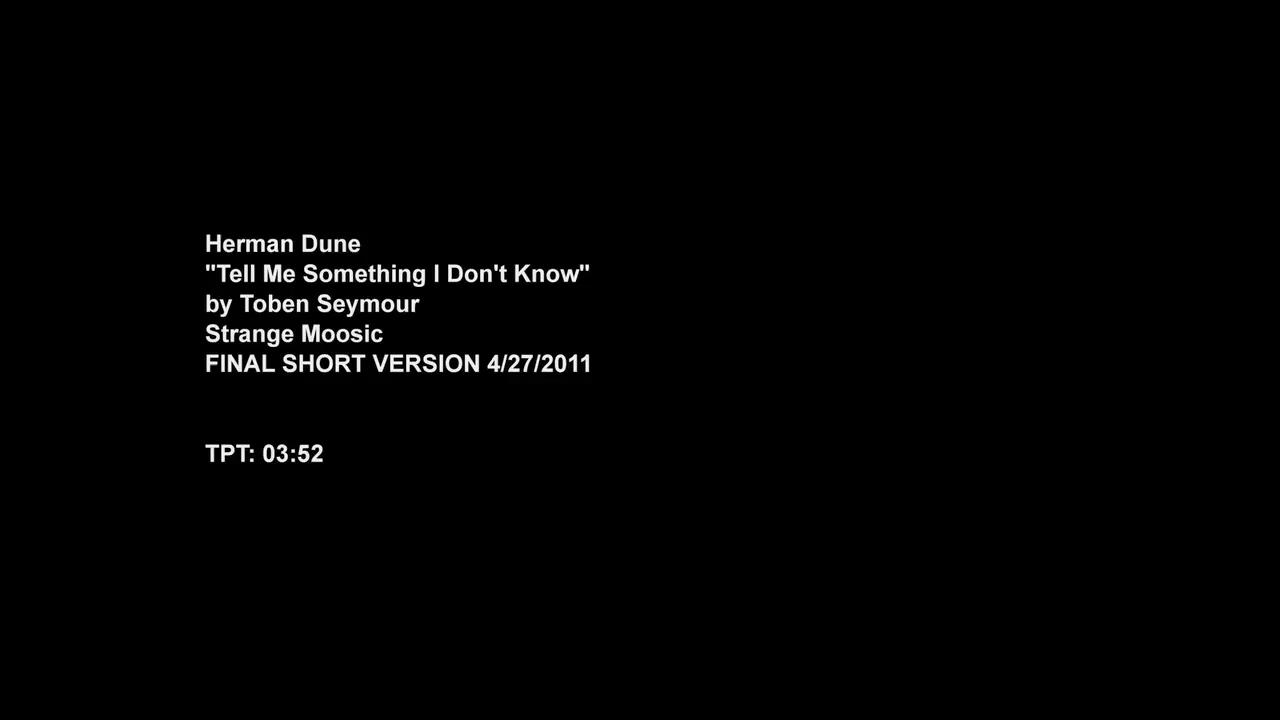 Herman Dune
"Tell Me Something I Don't Know"
by Toben Seymour
Strange Moosic
FINAL SHORT VERSION 4/27/2011
TPT: 03:52